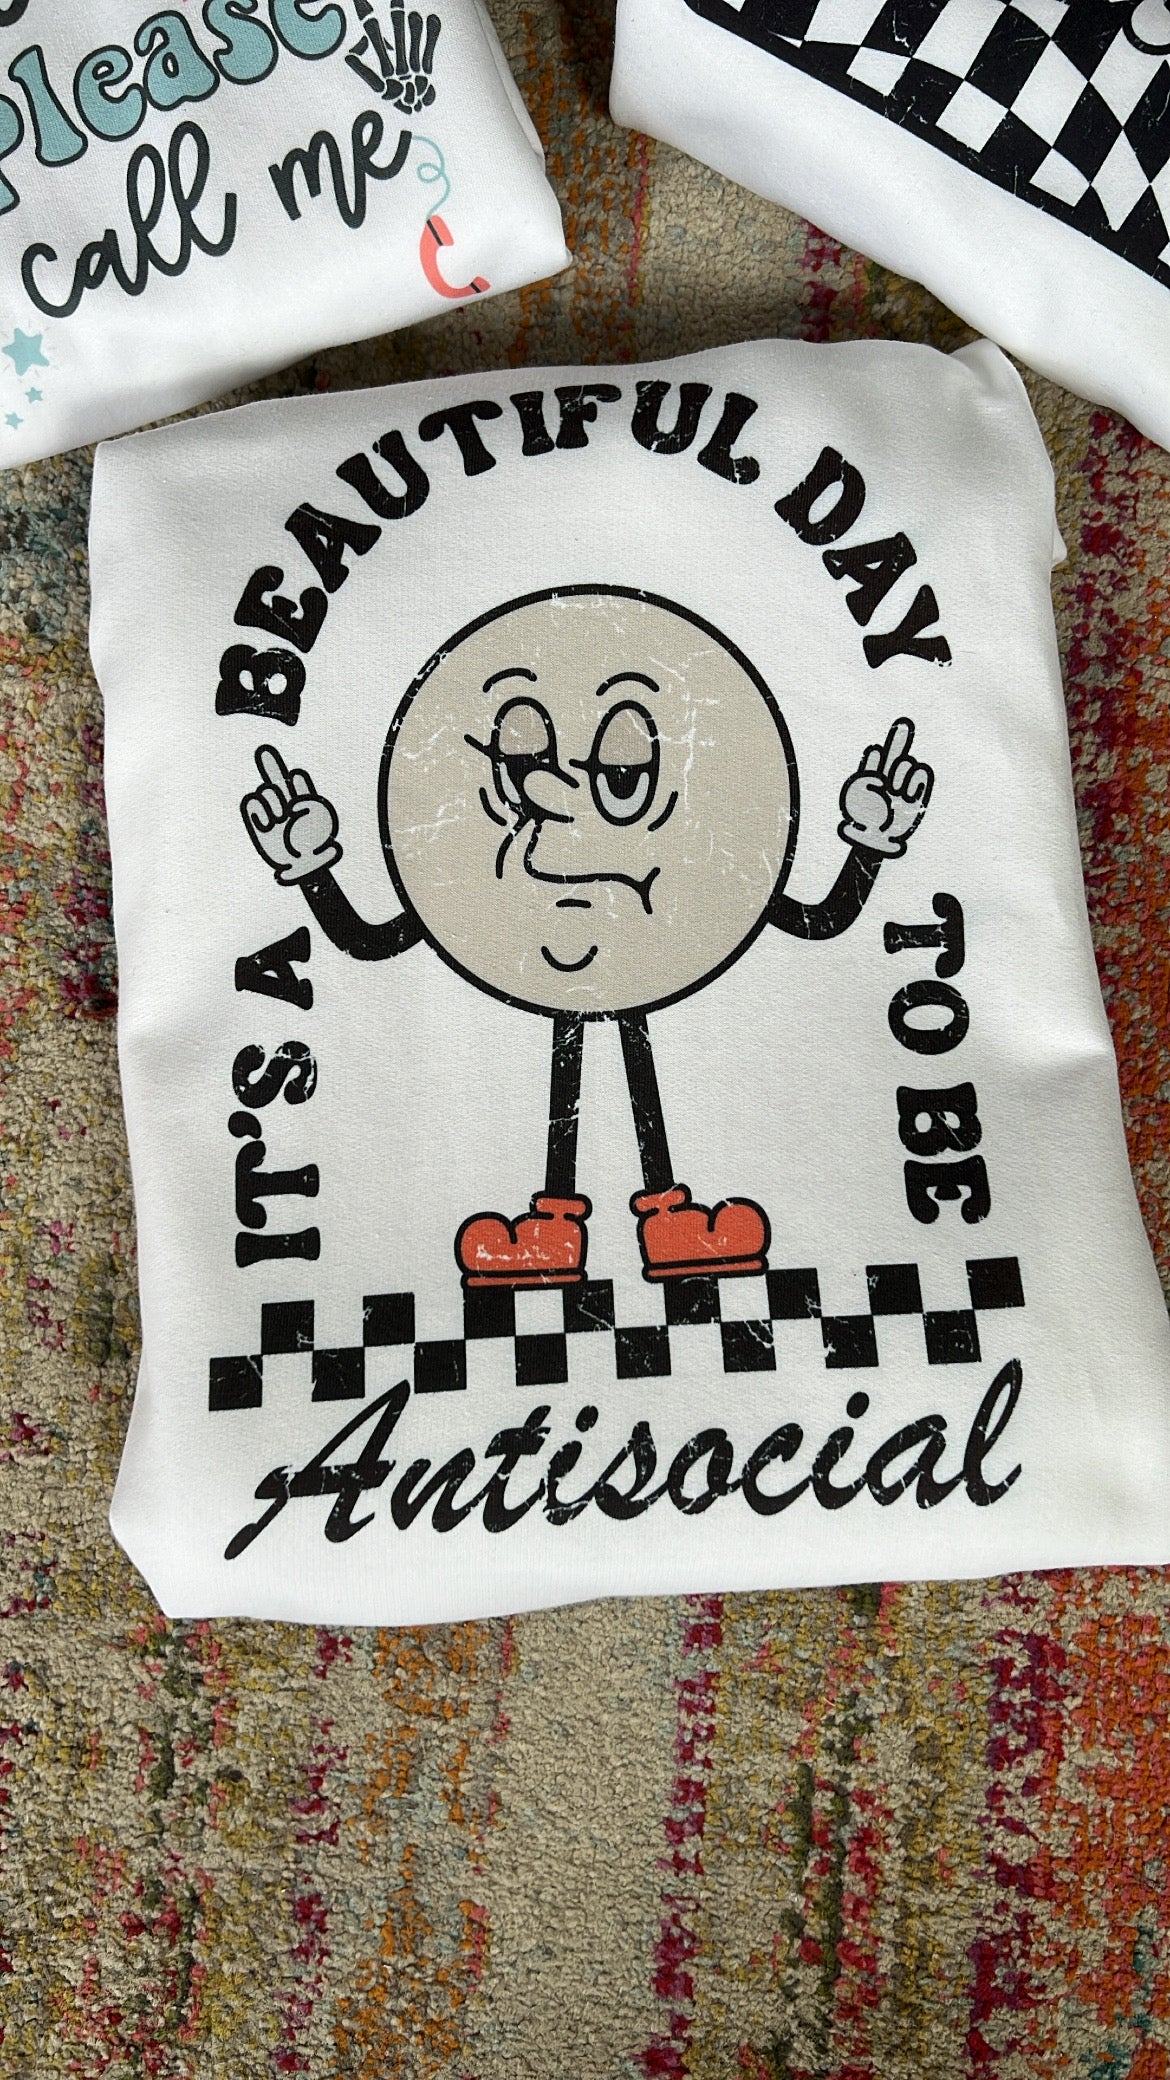 Please
call me
IT'S A BEAUTIFUL DAY TO BE
Antisocial